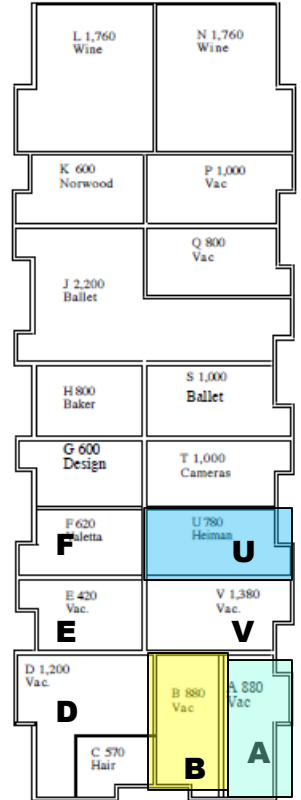 L 1,760
Wine
N 1,760
Wine
K 600
Norwood
P 1,000
Vac
Q 800
Vac
J 2,200
Ballet
H 800
Baker
S 1,000
Ballet
G 600
Design
T 1,000
Cameras
F 620
Valetta
F
U 780
Heiman
U
E 420
Vac.
E
V 1,380
Vac.
V
D 1,200
Vac.
D
B 880
Vac
B
A 880
Vac
A
C 570
Hair